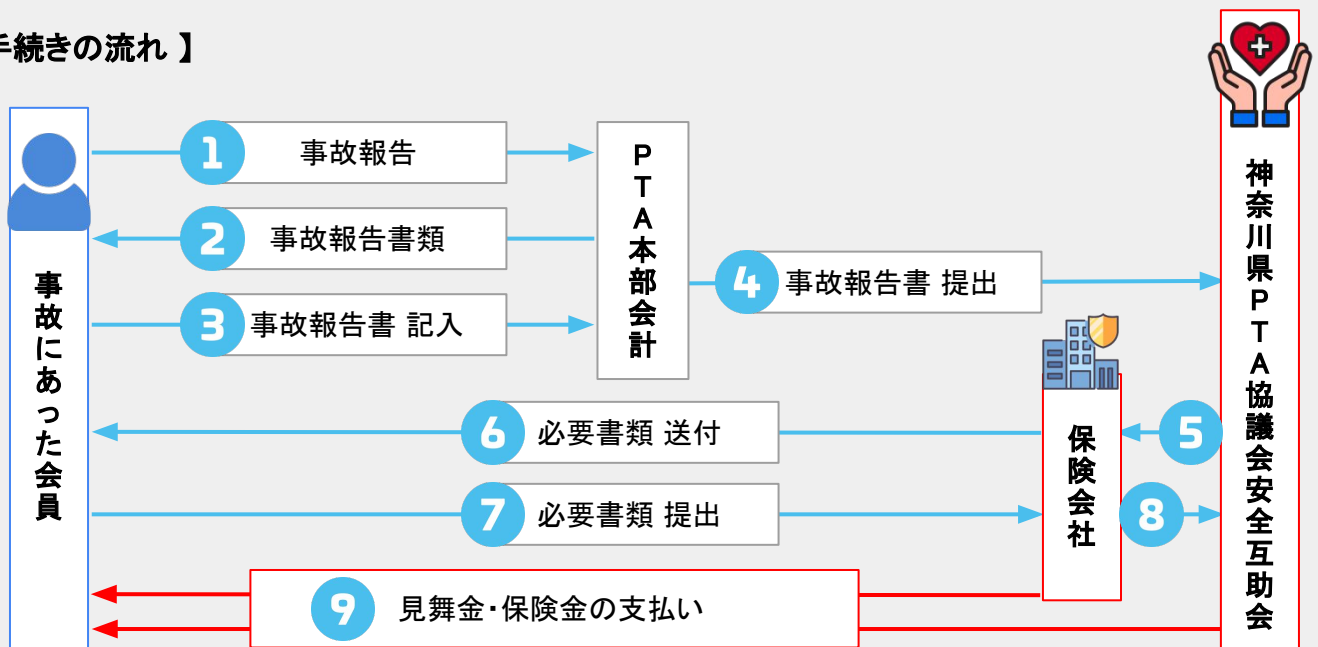 手続きの流れ 】
事故にあった会員
1 事故報告
2 事故報告書類
3 事故報告書 記入
PTA本部会計
4 事故報告書 提出
5
6 必要書類 送付
7 必要書類 提出
保険会社
8
9 見舞金・保険金の支払い
神奈川県PTA協議会安全互助会